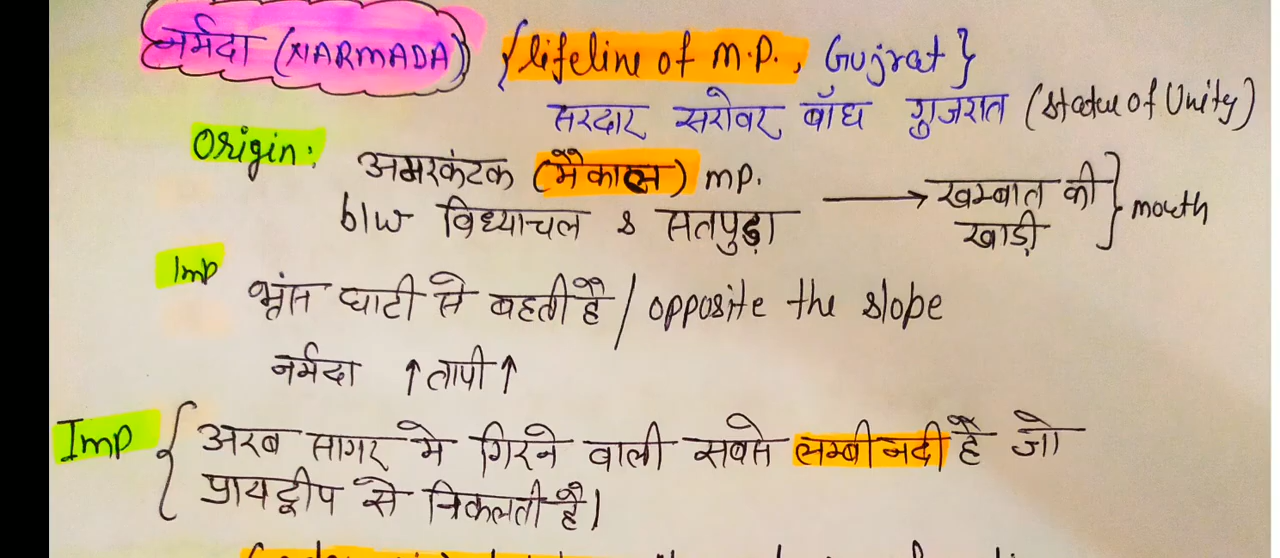 नर्मदा (NARMADA) {lifeline of M.P., Gujrat}
सरदार सरोवर बाँध गुजरात (Statue of Unity)
Origin: अमरकंटक (मैकाल) mp. → खम्बात की खाड़ी } mouth
b/w विध्याचल & सतपुड़ा
Imp भ्रंस घाटी से बहती है / opposite the slope
नर्मदा ↑ तापी ↑
Imp { अरब सागर मे गिरने वाली सबसे लम्बी नदी है जो
प्रायद्वीप से निकलती है।